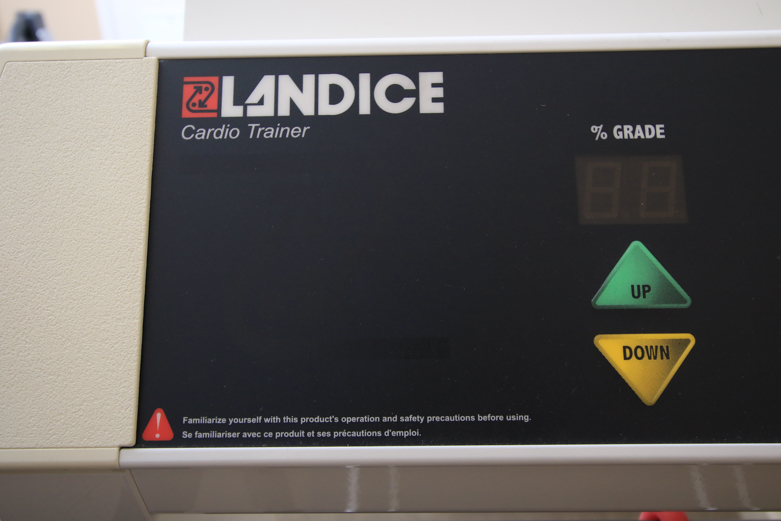 LANDICE
Cardio Trainer
% GRADE
UP
DOWN
Familiarize yourself with this product's operation and safety precautions before using.
Se familiariser avec ce produit et ses précautions d'emploi.